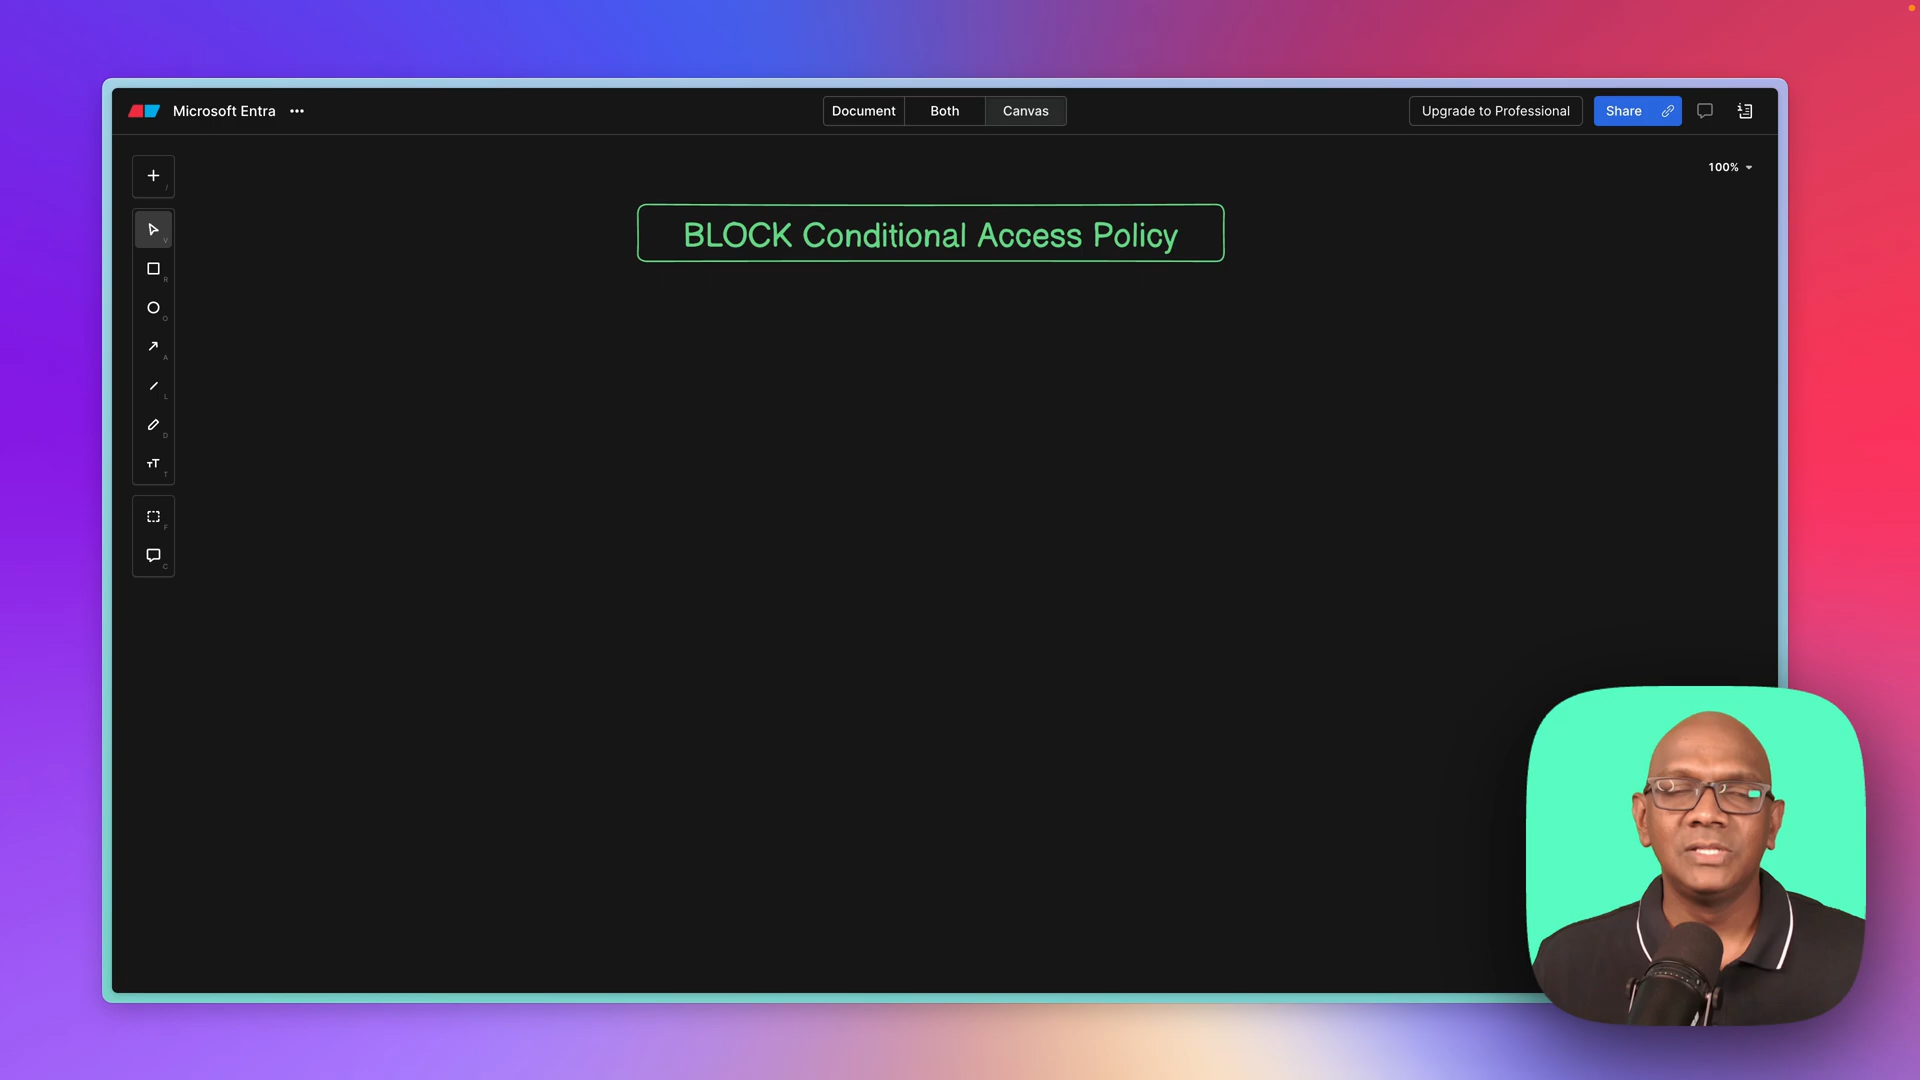 Microsoft Entra
Document
Both
Canvas
Upgrade to Professional
Share
100%
/
V
R
O
A
L
D
T
F
C
BLOCK Conditional Access Policy